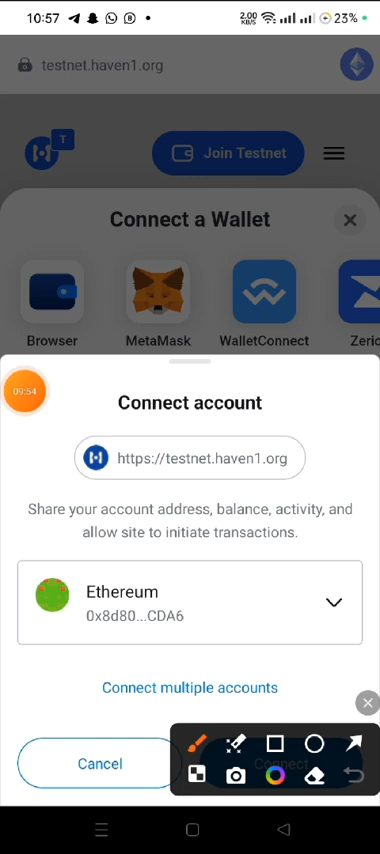 10:57
2.00 KB/S
23%
testnet.haven1.org
T
Join Testnet
Connect a Wallet
Browser
MetaMask
WalletConnect
Zeri
09:54
Connect account
https://testnet.haven1.org
Share your account address, balance, activity, and
allow site to initiate transactions.
Ethereum
0x8d80...CDA6
Connect multiple accounts
Cancel
Connect